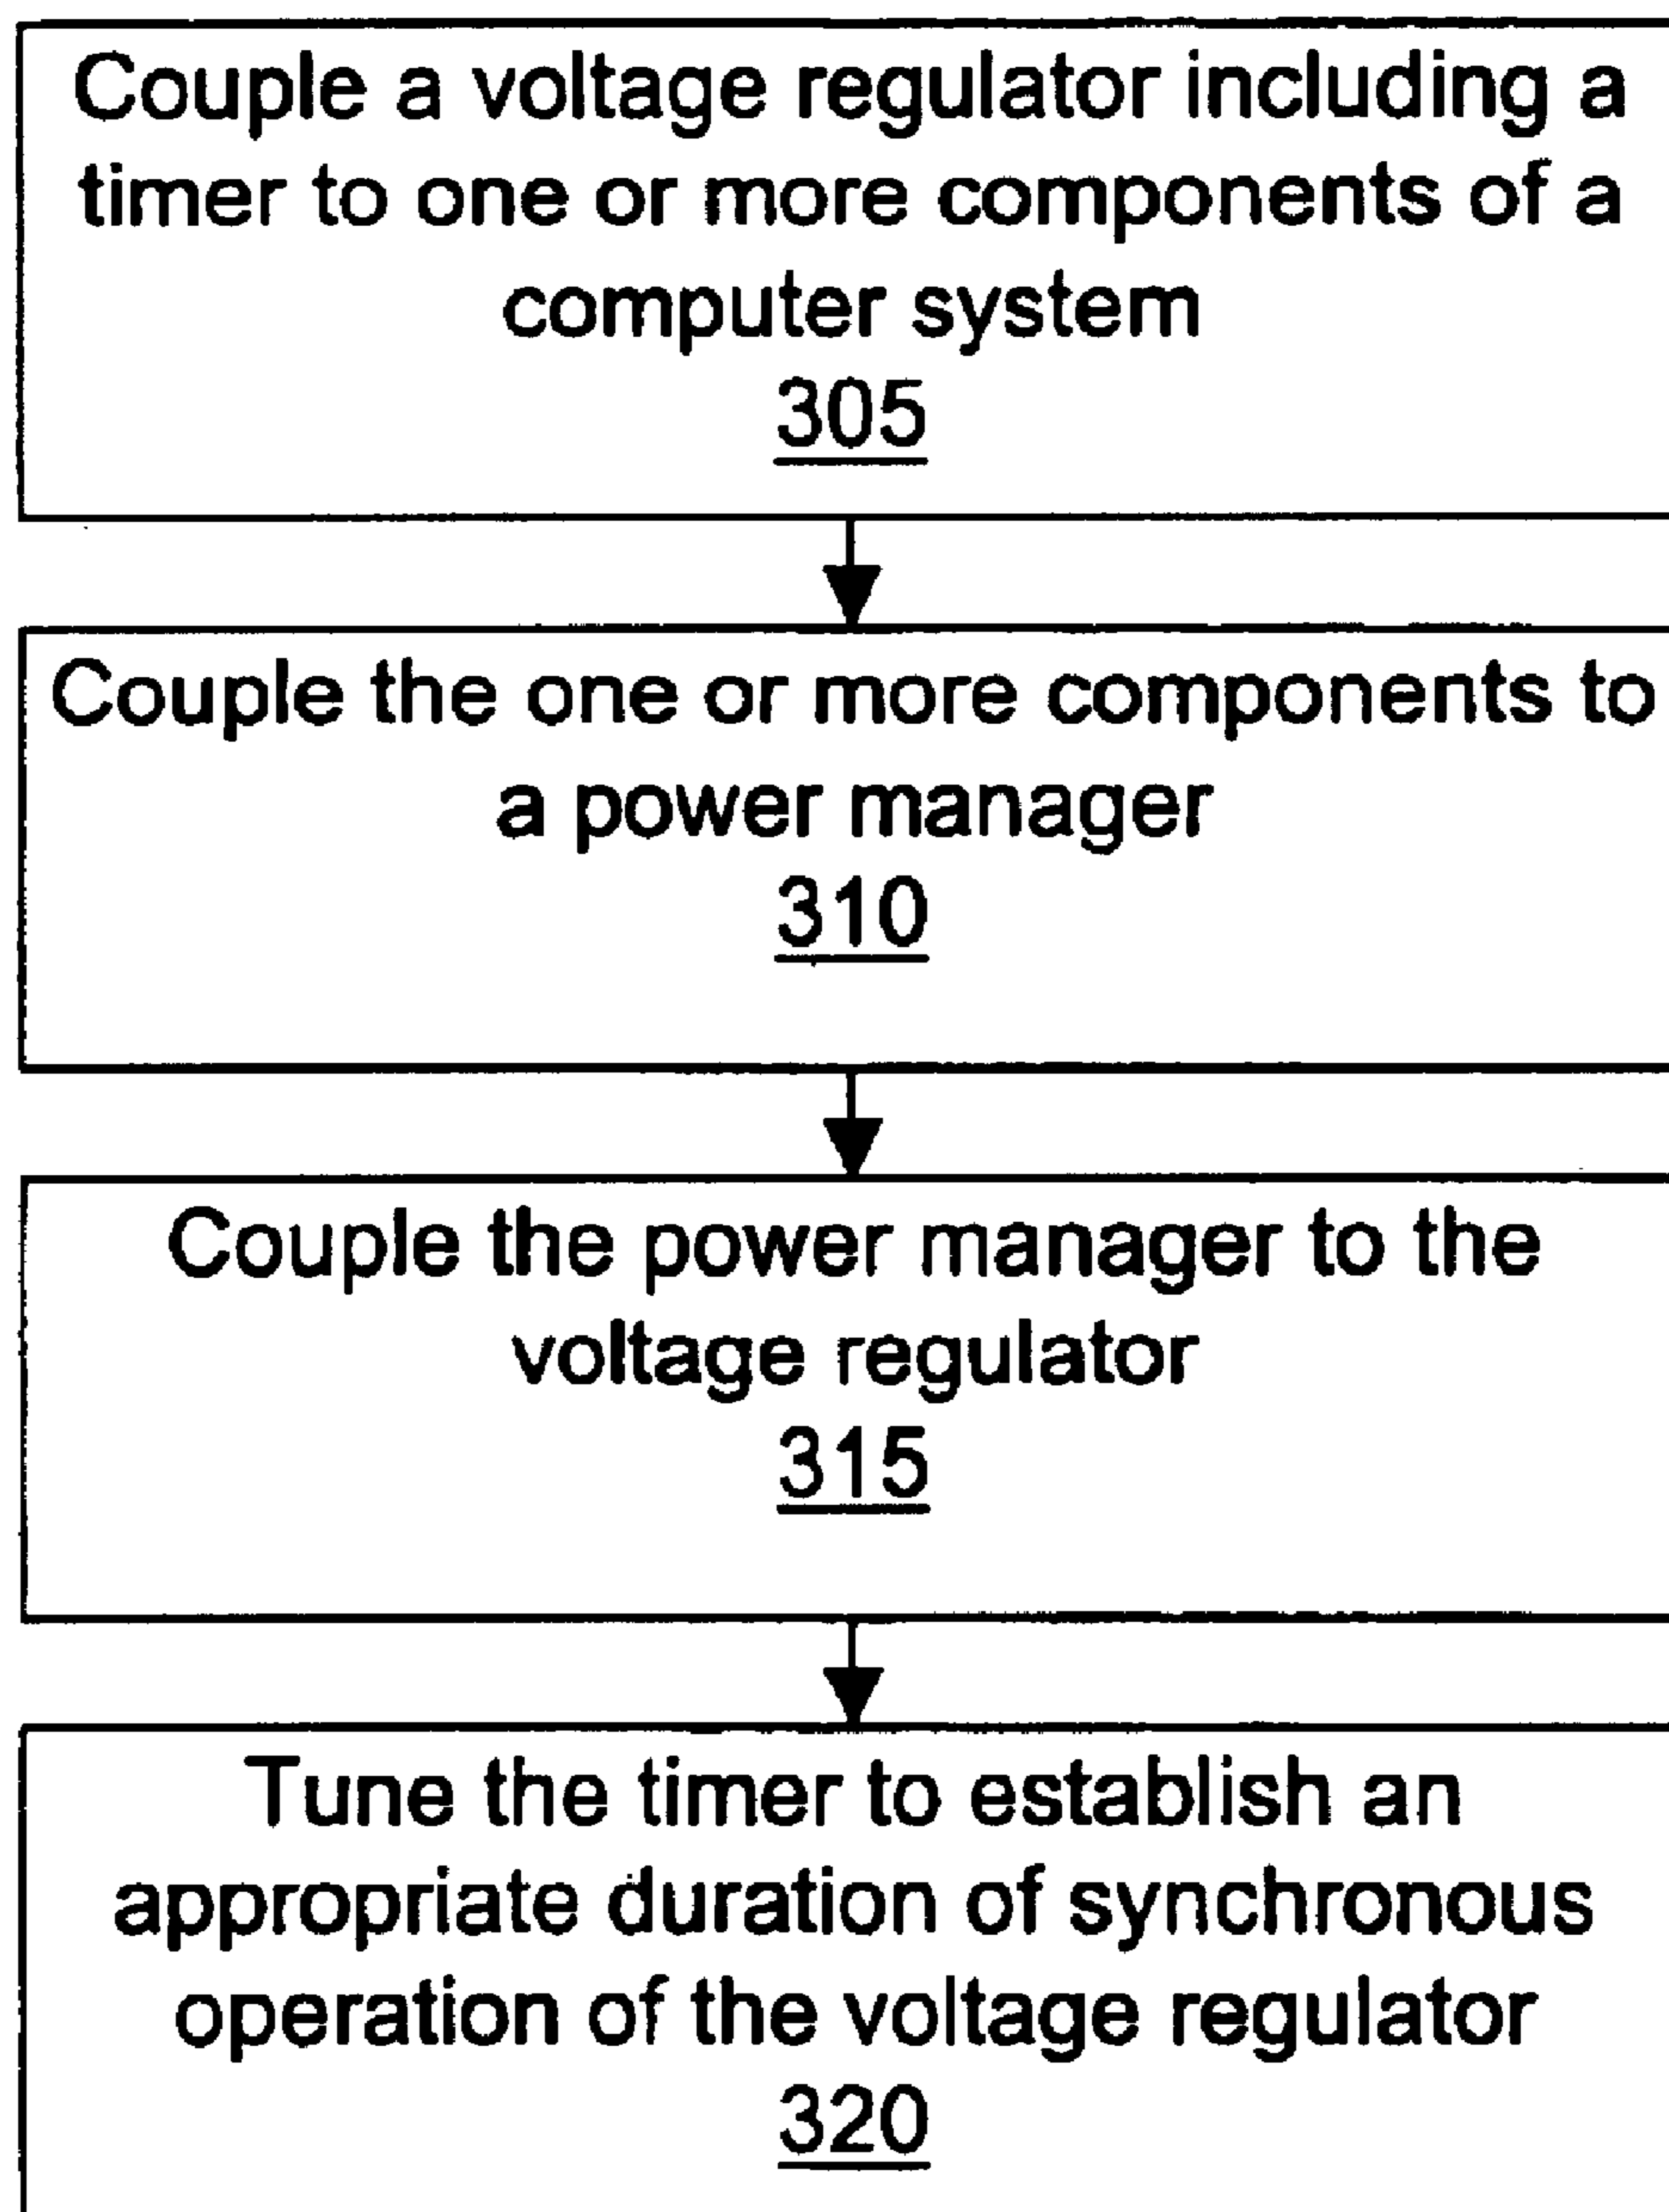 Couple a voltage regulator including a
timer to one or more components of a
computer system
305
Couple the one or more components to
a power manager
310
Couple the power manager to the
voltage regulator
315
Tune the timer to establish an
appropriate duration of synchronous
operation of the voltage regulator
320